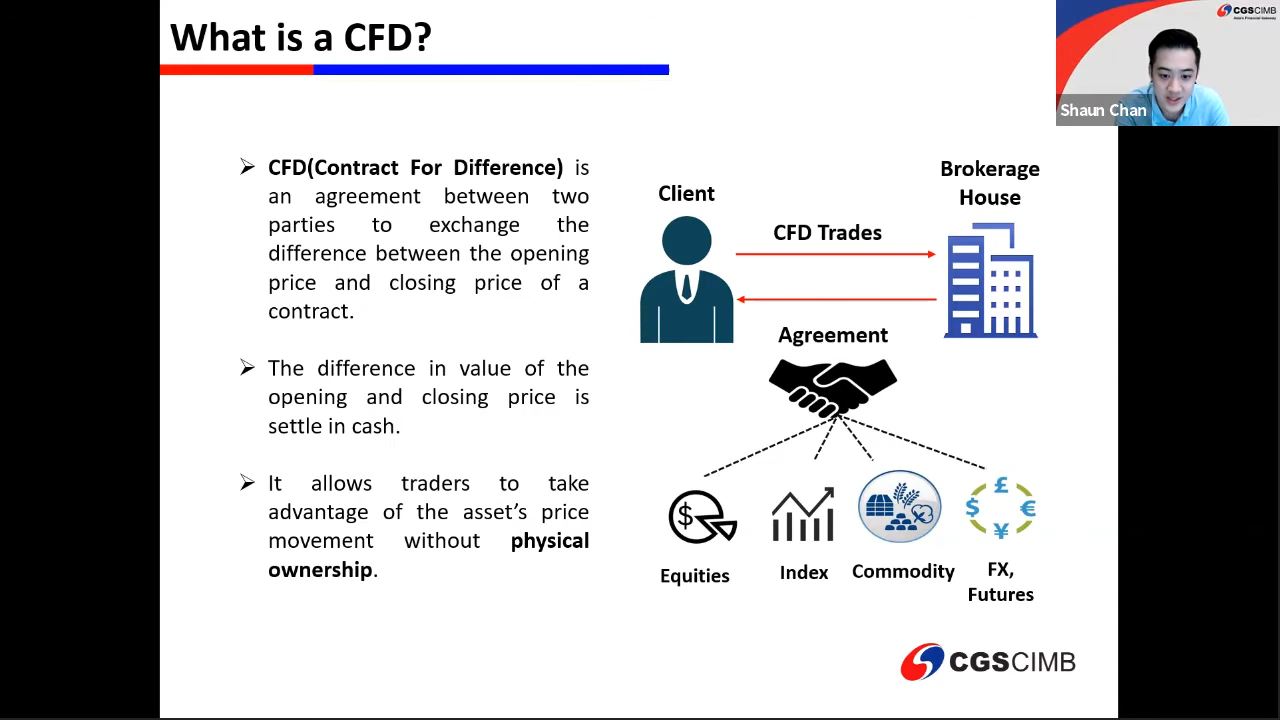 What is a CFD?
CGSCIMB
Asia's Financial Gateway
Shaun Chan
CFD(Contract For Difference) is
an agreement between two
parties to exchange the
difference between the opening
price and closing price of a
contract.
The difference in value of the
opening and closing price is
settle in cash.
It allows traders to take
advantage of the asset's price
movement without physical
ownership.
Client
Brokerage
House
CFD Trades
Agreement
$
£
$
€
¥
Equities
Index
Commodity
FX,
Futures
CGSCIMB